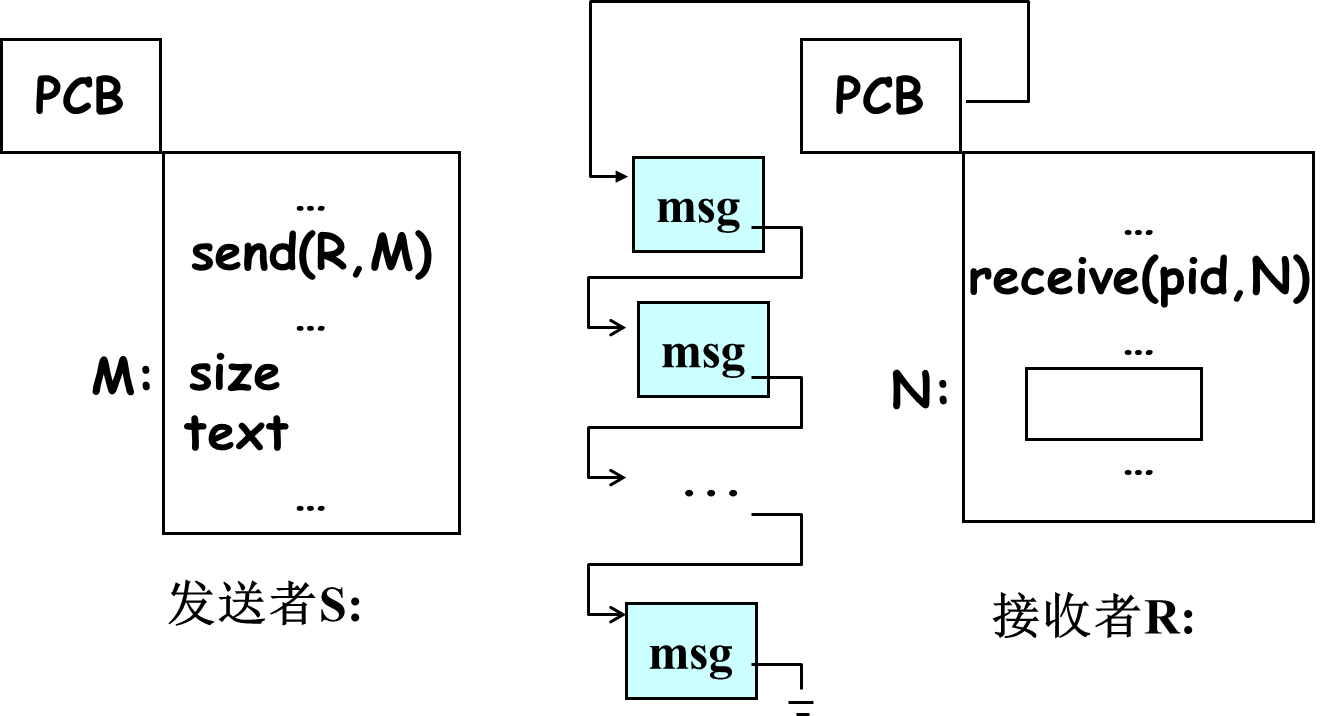 PCB
...
send(R,M)
...
M: size
text
...
发送者S:
msg
msg
...
msg
PCB
...
receive(pid,N)
...
N:
...
接收者R: